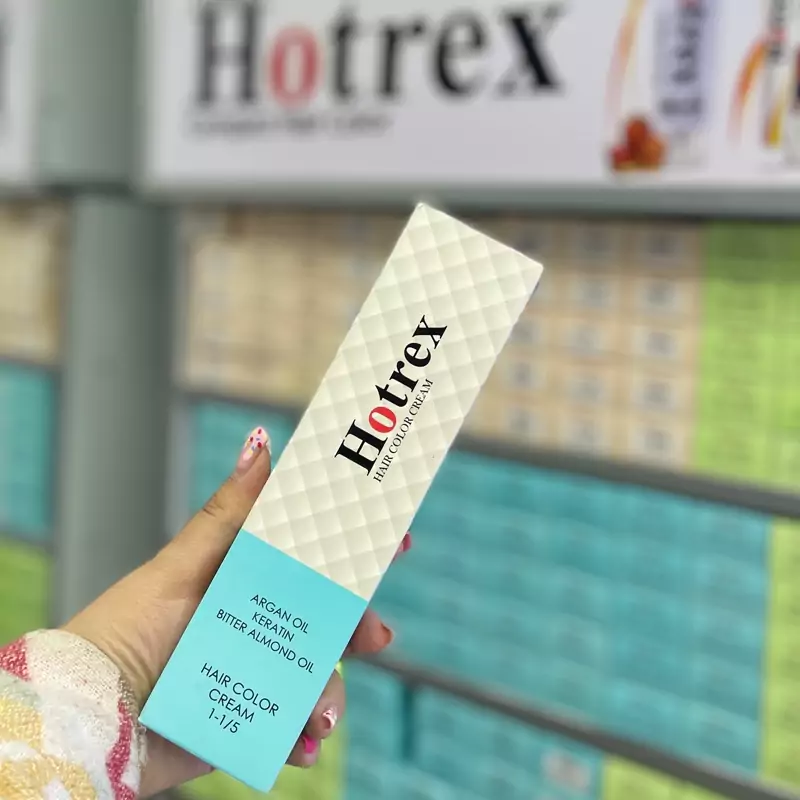 Hotrex
Hotrex
HAIR COLOR CREAM
ARGAN OIL
KERATIN
BITTER ALMOND OIL
HAIR COLOR
CREAM
1-1/5